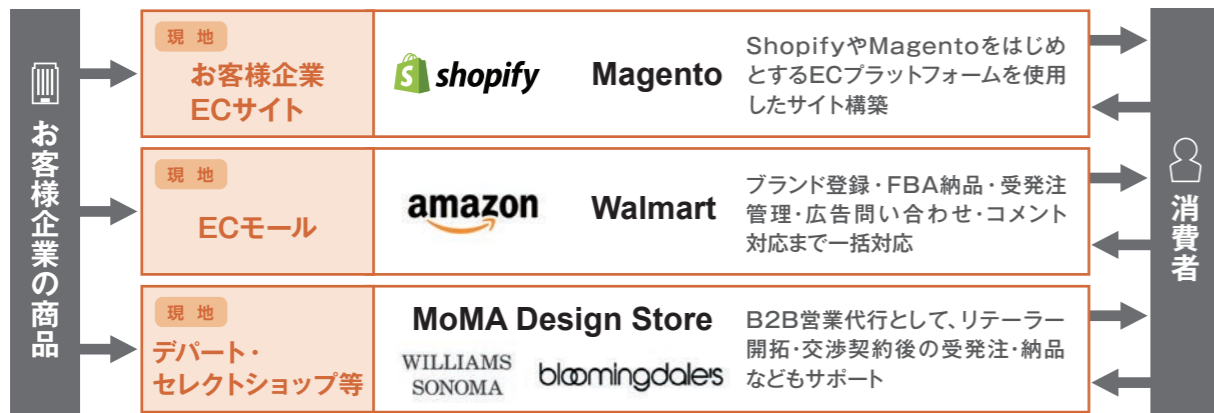 お客様企業の商品
現地
お客様企業
ECサイト
shopify
Magento
ShopifyやMagentoをはじめ
とするECプラットフォームを使用
したサイト構築
現地
ECモール
amazon
Walmart
ブランド登録・FBA納品・受発注
管理・広告問い合わせ・コメント
対応まで一括対応
現地
デパート・
セレクトショップ等
MoMA Design Store
WILLIAMS
SONOMA
bloomingdale's
B2B営業代行として、リテーラー
開拓・交渉契約後の受発注・納品
などもサポート
消費者